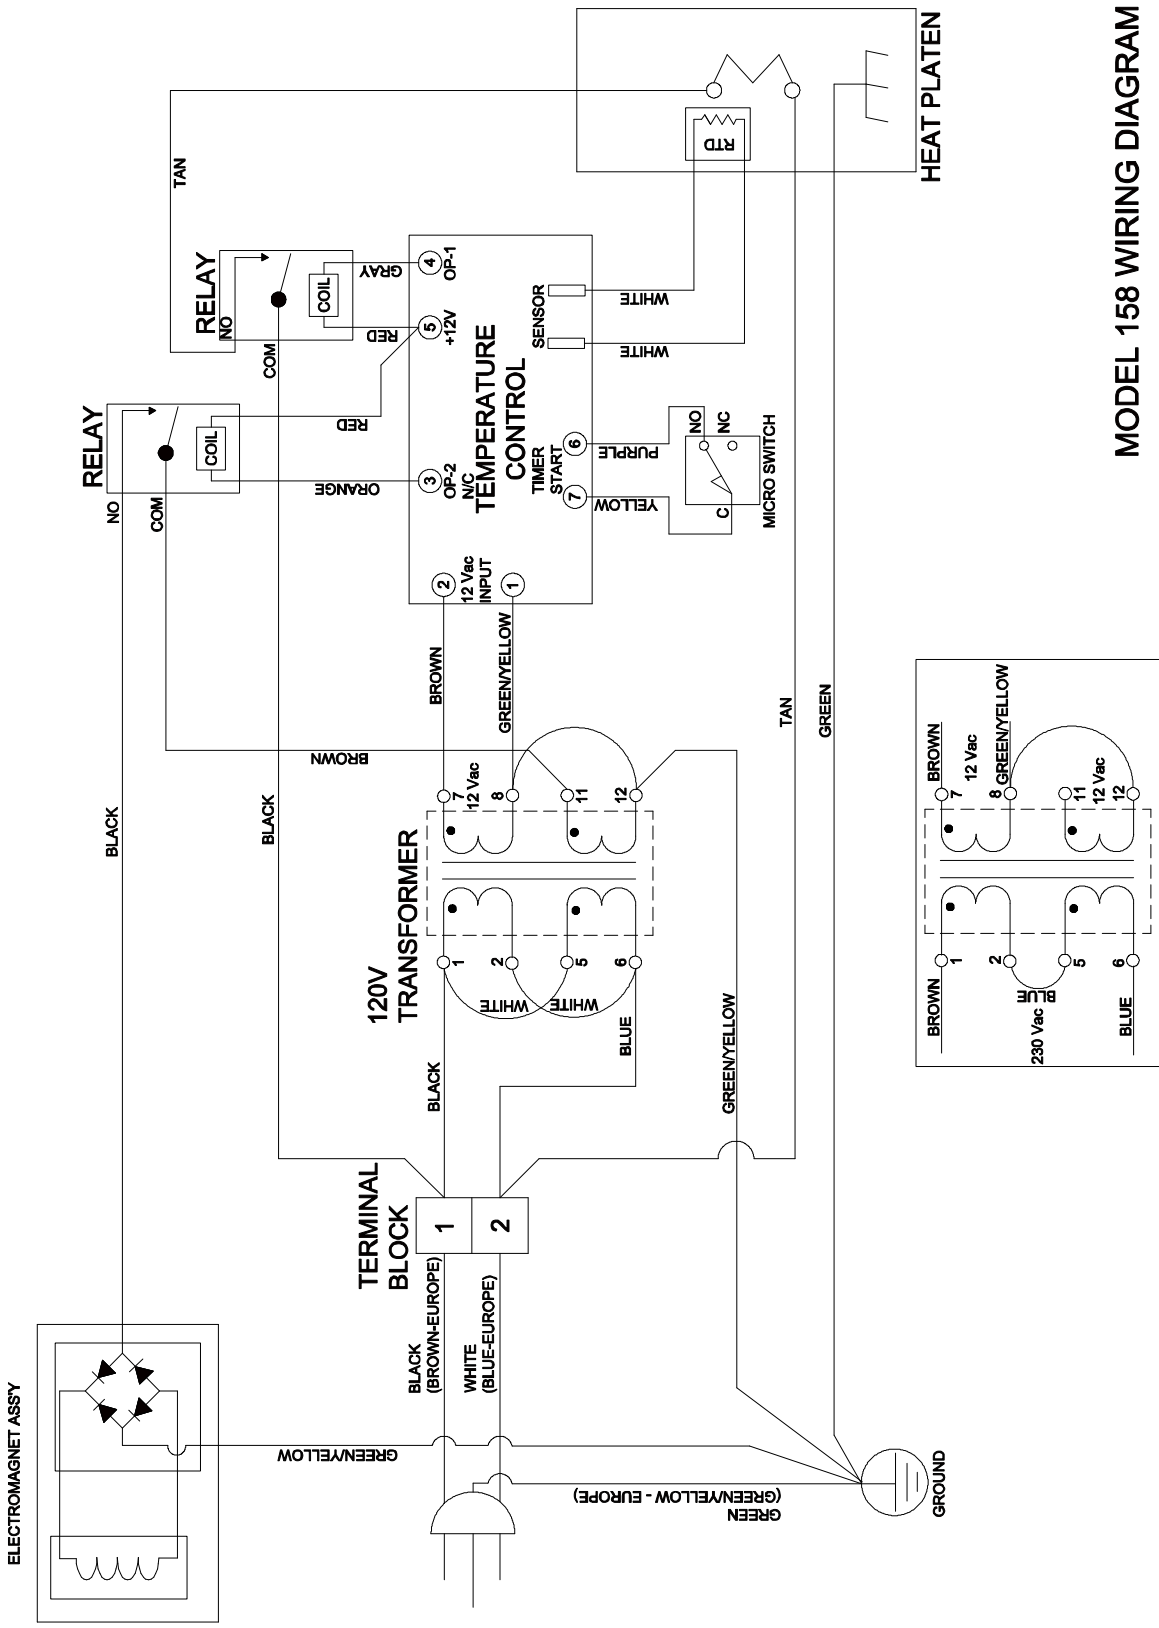 MODEL 158 WIRING DIAGRAM
ELECTROMAGNET ASS'Y
BLACK
NO
RELAY
COM
COIL
RED
ORANGE
BROWN
GREEN/YELLOW
TAN
RELAY
NO
COM
COIL
GRAY
RED
BLACK
TERMINAL
BLOCK
1
2
BLACK
(BROWN-EUROPE)
WHITE
(BLUE-EUROPE)
BLACK
BLUE
120V
TRANSFORMER
1
2
5
6
WHITE
WHITE
7
12 Vac
8
11
12
BROWN
GREEN/YELLOW
2
12 Vac
INPUT
1
3
OP-2
N/C
5
+12V
4
OP-1
TEMPERATURE
CONTROL
TIMER
START
7
6
SENSOR
YELLOW
PURPLE
WHITE
WHITE
C
NO
NC
MICRO SWITCH
RTD
HEAT PLATEN
TAN
GREEN
GREEN/YELLOW
GREEN
(GREEN/YELLOW - EUROPE)
GROUND
BROWN
1
2
BLUE
230 Vac
5
6
BLUE
BROWN
7
12 Vac
8
GREEN/YELLOW
11
12 Vac
12